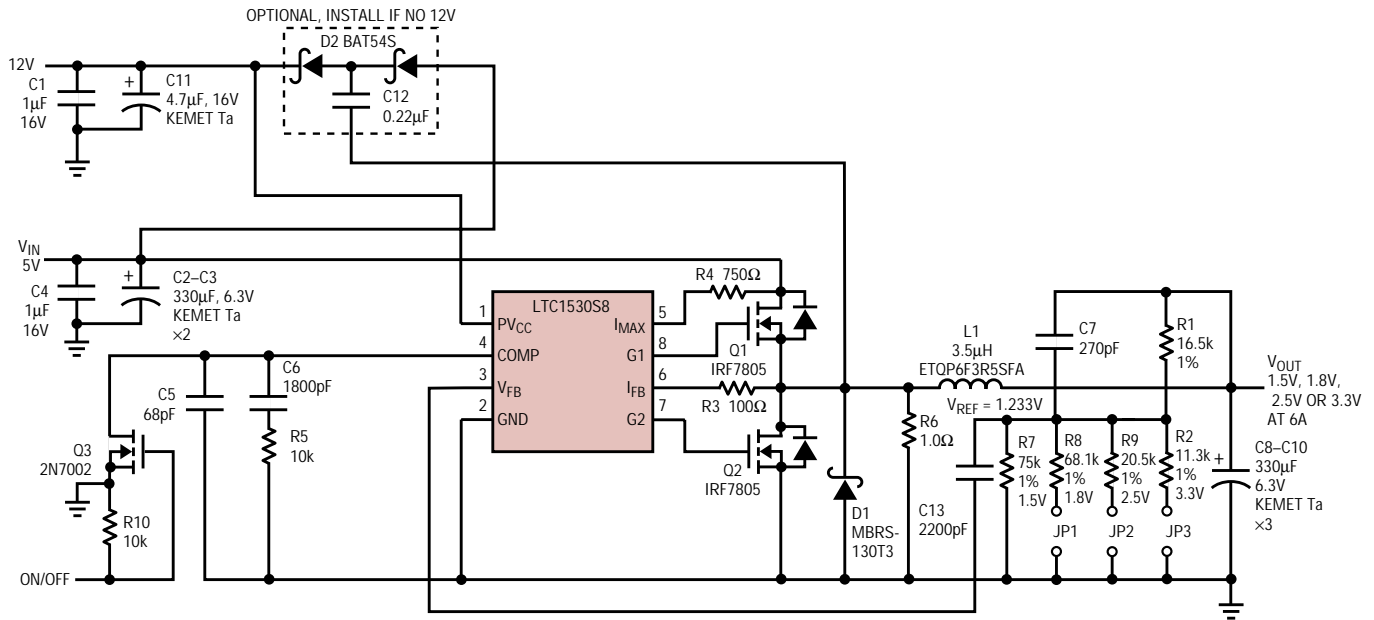 OPTIONAL, INSTALL IF NO 12V
D2 BAT54S
12V
C1
1µF
16V
+
C11
4.7µF, 16V
KEMET Ta
C12
0.22µF
VIN
5V
C4
1µF
16V
+
C2–C3
330µF, 6.3V
KEMET Ta
×2
LTC1530S8
1
PVCC
4
COMP
3
VFB
2
GND
5
IMAX
8
G1
6
IFB
7
G2
R4 750Ω
Q1
IRF7805
R3 100Ω
Q2
IRF7805
C5
68pF
C6
1800pF
R5
10k
Q3
2N7002
R10
10k
ON/OFF
D1
MBRS-
130T3
R6
1.0Ω
L1
3.5µH
ETQP6F3R5SFA
VREF = 1.233V
C13
2200pF
C7
270pF
R1
16.5k
1%
R7
75k
1%
1.5V
R8
68.1k
1%
1.8V
R9
20.5k
1%
2.5V
R2
11.3k
1%
3.3V
JP1
JP2
JP3
VOUT
1.5V, 1.8V,
2.5V OR 3.3V
AT 6A
+
C8–C10
330µF
6.3V
KEMET Ta
×3